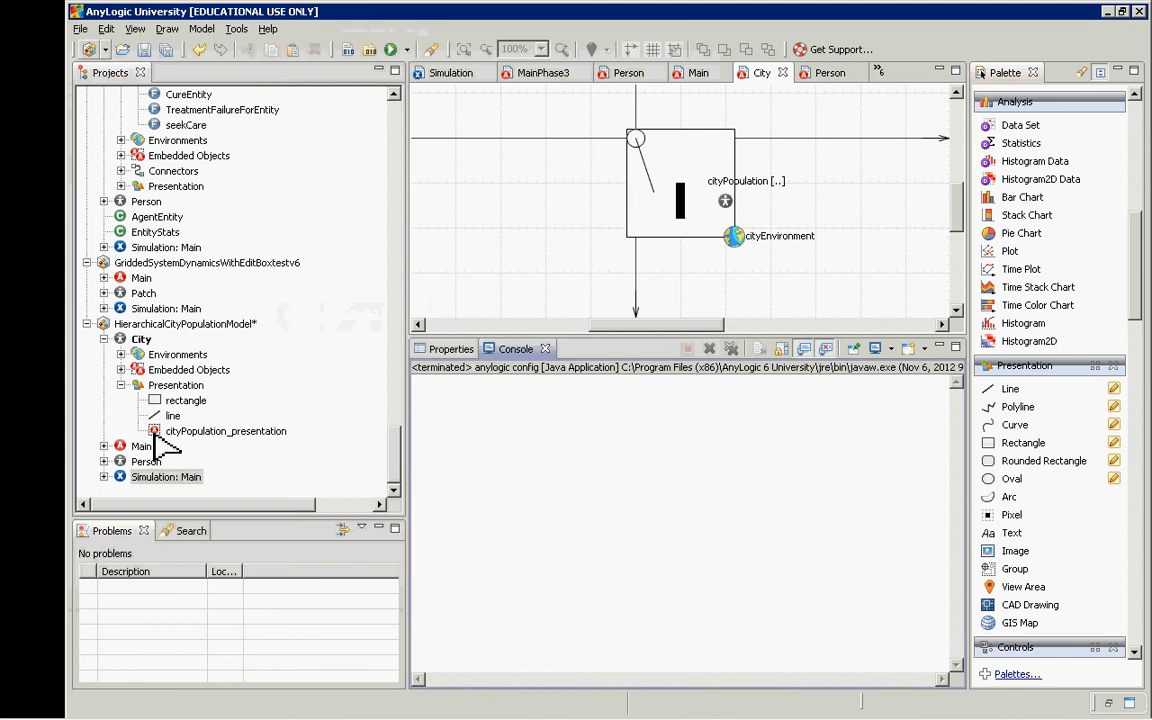 AnyLogic University [EDUCATIONAL USE ONLY]
File Edit View Draw Model Tools Help
100% Get Support...
Projects
CureEntity
TreatmentFailureForEntity
seekCare
Environments
Embedded Objects
Connectors
Presentation
Person
AgentEntity
EntityStats
Simulation: Main
GriddedSystemDynamicsWithEditBoxtestv6
Main
Patch
Simulation: Main
HierarchicalCityPopulationModel*
City
Environments
Embedded Objects
Presentation
rectangle
line
cityPopulation_presentation
Main
Person
Simulation: Main
Problems Search
No problems
Description Loc...
Simulation MainPhase3 Person Main City Person »6
cityPopulation [..]
cityEnvironment
Properties Console
<terminated> anylogic config [Java Application] C:\Program Files (x86)\AnyLogic 6 University\jre\bin\javaw.exe (Nov 6, 2012 9
Palette
Analysis
Data Set
Statistics
Histogram Data
Histogram2D Data
Bar Chart
Stack Chart
Pie Chart
Plot
Time Plot
Time Stack Chart
Time Color Chart
Histogram
Histogram2D
Presentation
Line
Polyline
Curve
Rectangle
Rounded Rectangle
Oval
Arc
Pixel
Text
Image
Group
View Area
CAD Drawing
GIS Map
Controls
Palettes...